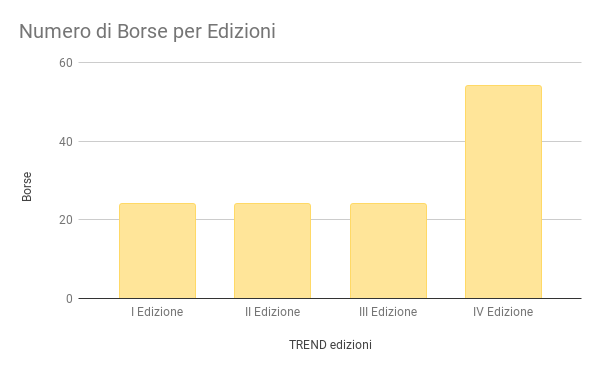 Numero di Borse per Edizioni
60
40
20
0
Borse
I Edizione
II Edizione
III Edizione
IV Edizione
TREND edizioni